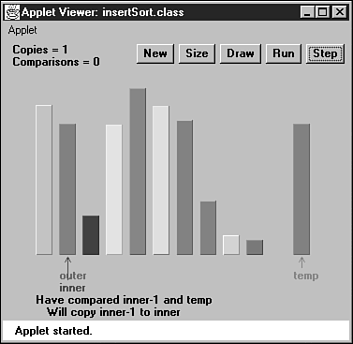 Applet Viewer: insertSort.class
Applet
Copies = 1
Comparisons = 0
New Size Draw Run Step
outer
inner
temp
Have compared inner-1 and temp
Will copy inner-1 to inner
Applet started.